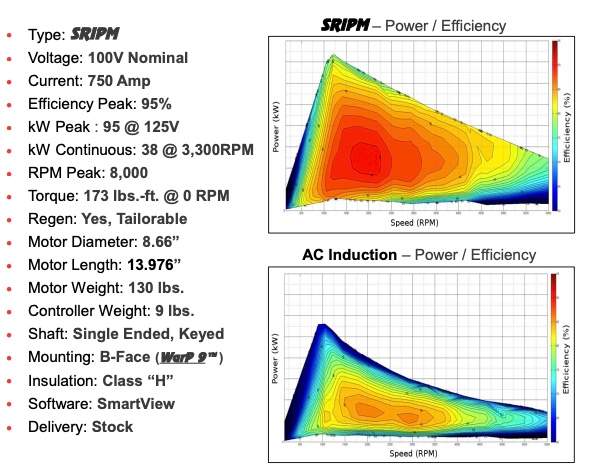 Type: SRIPM
Voltage: 100V Nominal
Current: 750 Amp
Efficiency Peak: 95%
kW Peak : 95 @ 125V
kW Continuous: 38 @ 3,300RPM
RPM Peak: 8,000
Torque: 173 lbs.-ft. @ 0 RPM
Regen: Yes, Tailorable
Motor Diameter: 8.66”
Motor Length: 13.976”
Motor Weight: 130 lbs.
Controller Weight: 9 lbs.
Shaft: Single Ended, Keyed
Mounting: B-Face (WarP 9™)
Insulation: Class “H”
Software: SmartView
Delivery: Stock
SRIPM – Power / Efficiency
Power (kW)
Speed (RPM)
Efficiciency (%)
AC Induction – Power / Efficiency
Power (kW)
Speed (RPM)
Efficiciency (%)